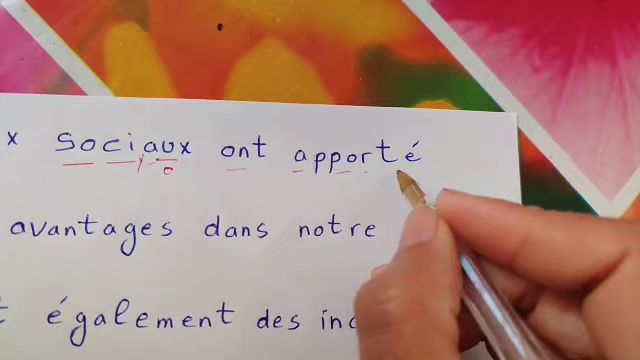 x sociaux ont apporté
avantages dans notre
également des inc